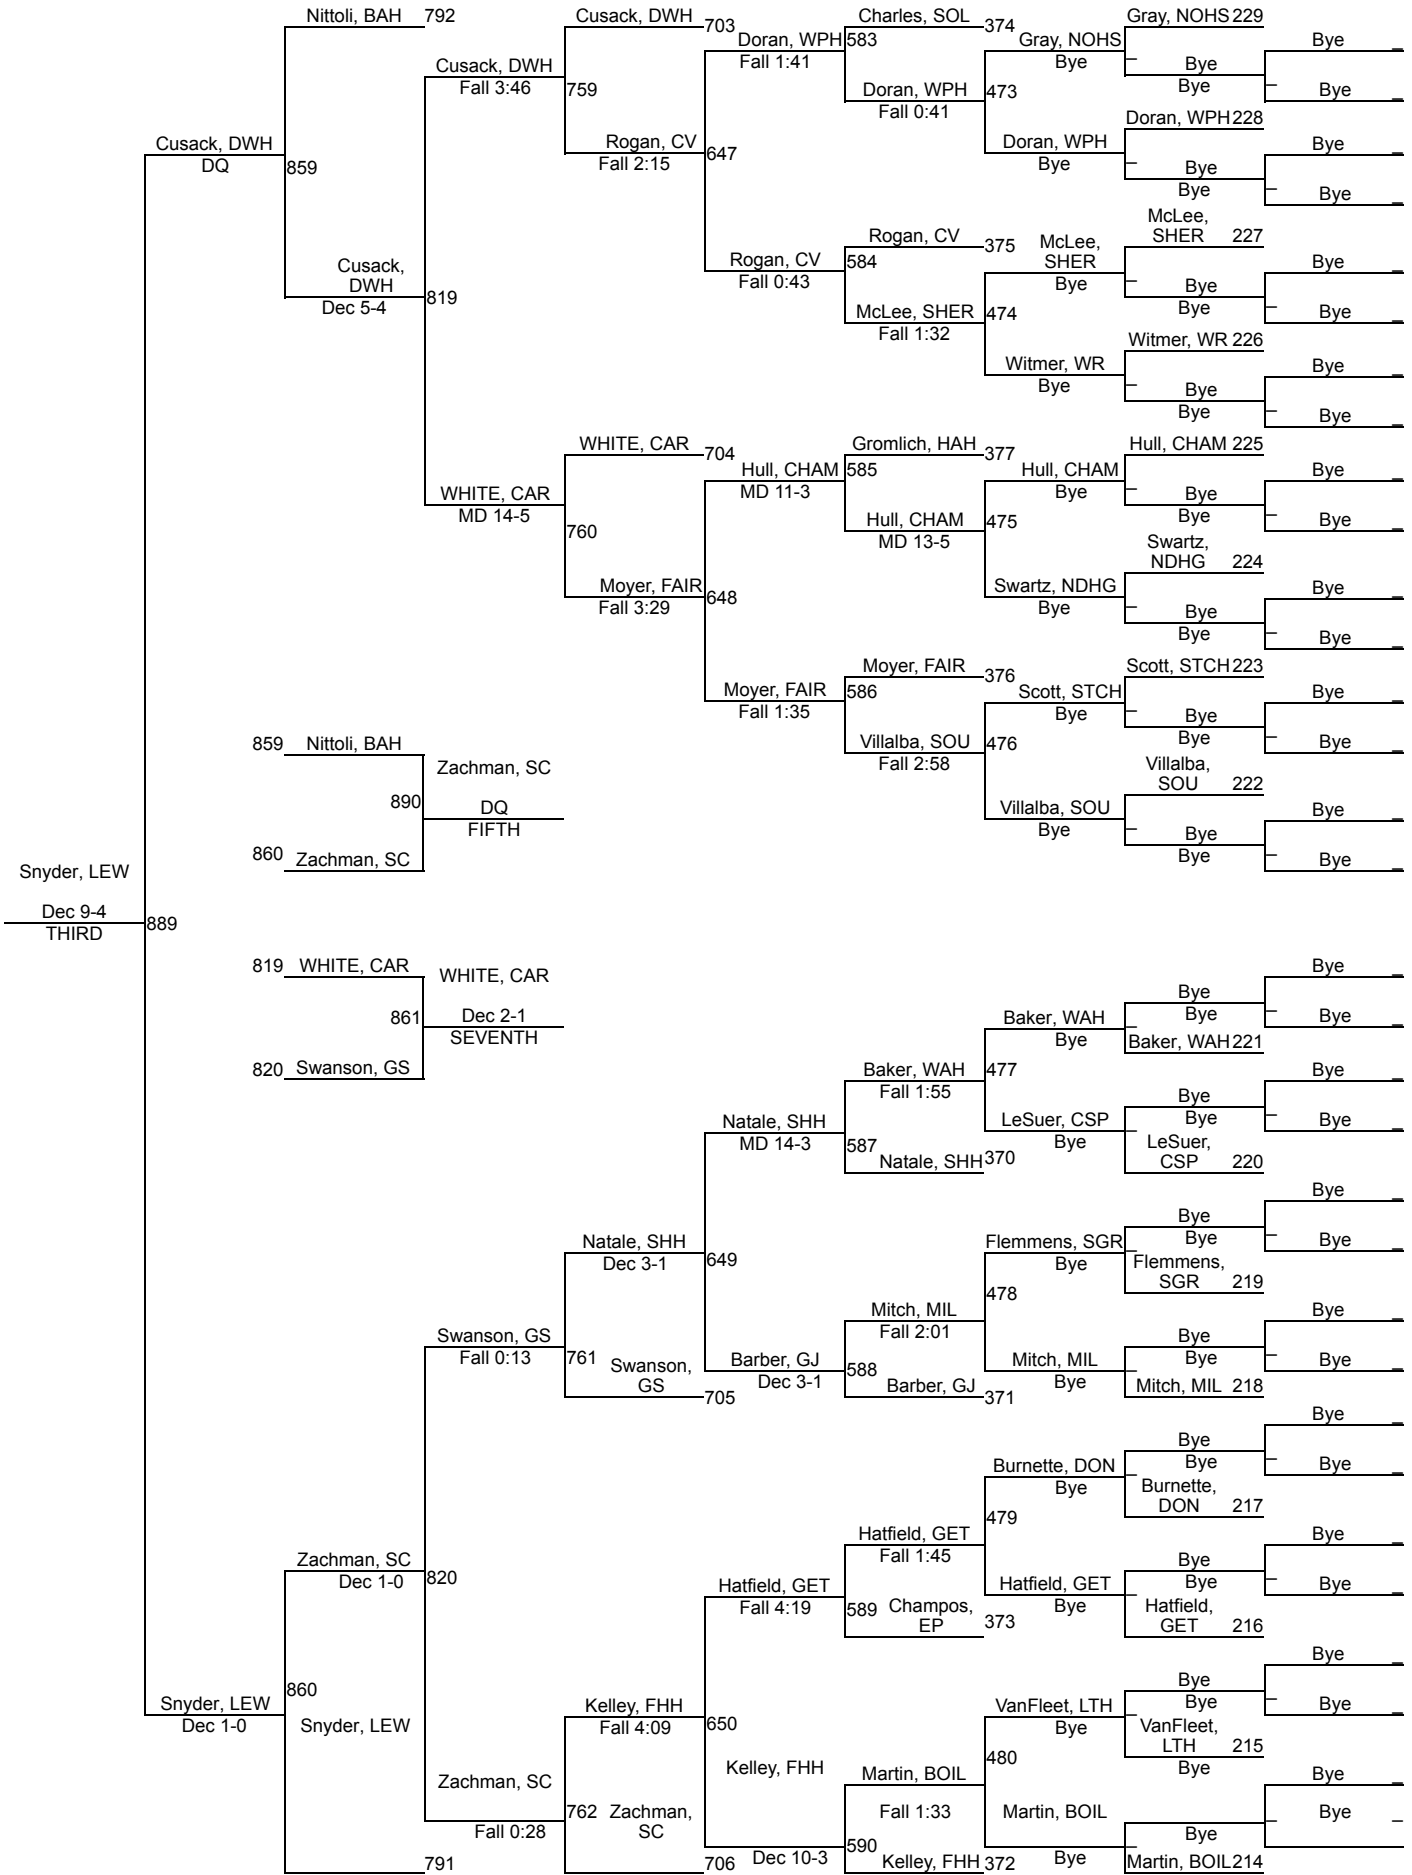 Nittoli, BAH 792
Cusack, DWH 703
Charles, SOL 374
Gray, NOHS 229
Doran, WPH 583
Gray, NOHS
Bye _
Cusack, DWH
Fall 1:41
Bye
_ Bye
Fall 3:46
759
Doran, WPH 473
Bye
_ Bye _
Fall 0:41
Doran, WPH 228
Cusack, DWH
Rogan, CV 647
Doran, WPH
Bye _
DQ
859
Fall 2:15
Bye
_ Bye
Bye
_ Bye _
McLee,
SHER 227
Rogan, CV 375
McLee,
SHER
Rogan, CV 584
Bye _
Cusack,
DWH
Fall 0:43
Bye
_ Bye
Dec 5-4
819
McLee, SHER 474
Bye
_ Bye _
Fall 1:32
Witmer, WR 226
Witmer, WR
Bye _
Bye
_ Bye
Bye
_ Bye _
WHITE, CAR 704
Gromlich, HAH 377
Hull, CHAM 225
Hull, CHAM 585
Hull, CHAM
Bye _
WHITE, CAR
MD 11-3
Bye
_ Bye
MD 14-5
760
Hull, CHAM 475
Bye
_ Bye _
MD 13-5
Swartz,
NDHG 224
Moyer, FAIR 648
Swartz, NDHG
Bye _
Fall 3:29
Bye
_ Bye
Bye
_ Bye _
Moyer, FAIR 376
Scott, STCH 223
Moyer, FAIR 586
Scott, STCH
Bye _
Fall 1:35
Bye
_ Bye
859 Nittoli, BAH
Villalba, SOU 476
Bye
_ Bye _
Zachman, SC
Fall 2:58
Villalba,
SOU 222
890
DQ
Villalba, SOU
Bye _
FIFTH
Bye
_ Bye
860 Zachman, SC
Bye
_ Bye _
Snyder, LEW
Dec 9-4
889
THIRD
819 WHITE, CAR
WHITE, CAR
Bye _
Bye
861
Dec 2-1
Baker, WAH
_ Bye
_ Bye _
SEVENTH
Bye
Baker, WAH 221
820 Swanson, GS
Baker, WAH 477
Bye _
Fall 1:55
Bye
Natale, SHH
LeSuer, CSP
_ Bye
_ Bye _
MD 14-3
587
Bye
LeSuer,
CSP 220
Natale, SHH 370
Bye _
Bye
Natale, SHH
Flemmens, SGR
_ Bye
_ Bye _
Dec 3-1
649
Bye
Flemmens,
SGR 219
478
Mitch, MIL
Bye _
Swanson, GS
Fall 2:01
Bye
Fall 0:13
761
Barber, GJ
Mitch, MIL
_ Bye
_ Bye _
Swanson,
GS 705
Dec 3-1
588
Barber, GJ 371
Bye
Mitch, MIL 218
Bye _
Bye
Burnette, DON
_ Bye
_ Bye _
Bye
Burnette,
DON 217
479
Hatfield, GET
Bye _
Zachman, SC
Fall 1:45
Bye
Dec 1-0
820
Hatfield, GET
Hatfield, GET
_ Bye
_ Bye _
Fall 4:19
589
Champos,
EP 373
Bye
Hatfield,
GET 216
Bye _
860
Bye
Snyder, LEW
Kelley, FHH
VanFleet, LTH
_ Bye
_ Bye _
Dec 1-0
Snyder, LEW
Fall 4:09
650
Bye
VanFleet,
LTH 215
480
Bye
Kelley, FHH
Martin, BOIL
Bye _
Zachman, SC
762
Zachman,
SC
Fall 1:33
Martin, BOIL
Bye _
Fall 0:28
590
_ Bye
_
791
706
Dec 10-3
Kelley, FHH 372
Bye
Martin, BOIL 214